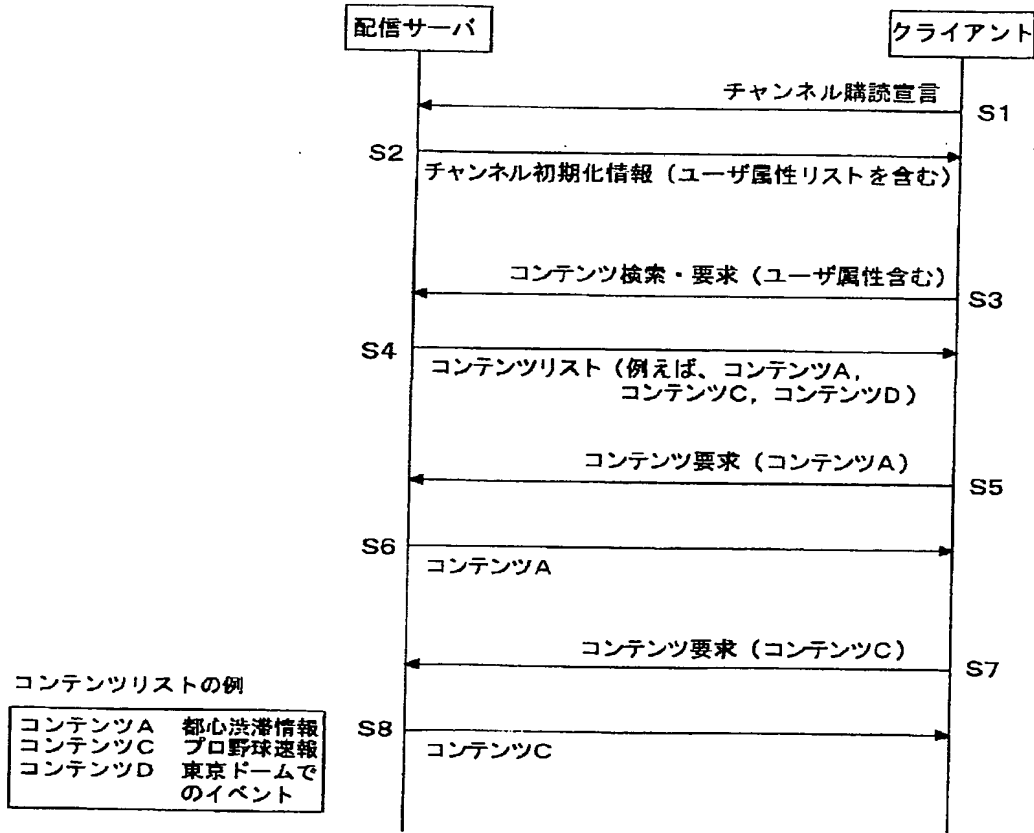 配信サーバ
クライアント
チャンネル購読宣言
S1
S2
チャンネル初期化情報（ユーザ属性リストを含む）
コンテンツ検索・要求（ユーザ属性含む）
S3
S4
コンテンツリスト（例えば、コンテンツA，
コンテンツC，コンテンツD）
コンテンツ要求（コンテンツA）
S5
S6
コンテンツA
コンテンツ要求（コンテンツC）
S7
S8
コンテンツC
コンテンツリストの例
コンテンツA 都心渋滞情報
コンテンツC プロ野球速報
コンテンツD 東京ドームで
のイベント